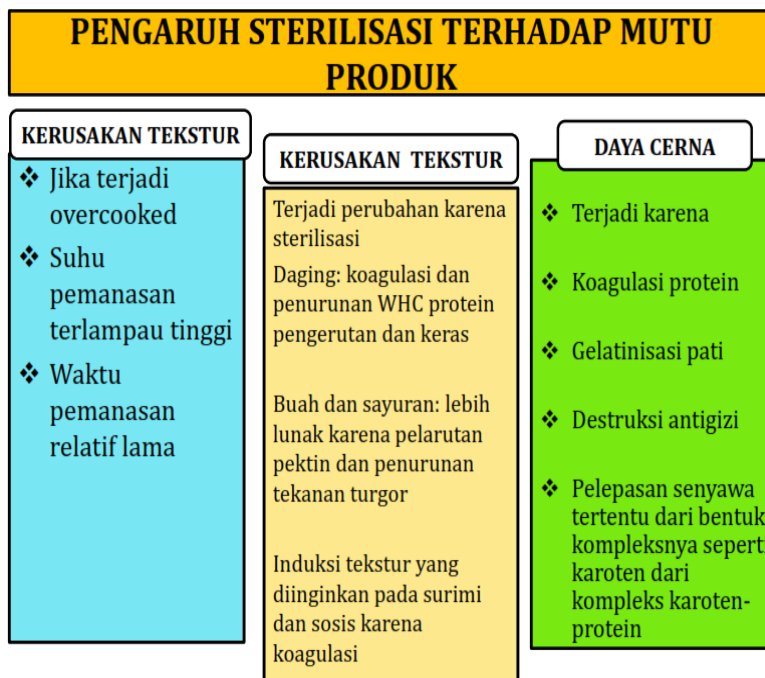 PENGARUH STERILISASI TERHADAP MUTU
PRODUK
KERUSAKAN TEKSTUR
❖ Jika terjadi
overcooked
❖ Suhu
pemanasan
terlampau tinggi
❖ Waktu
pemanasan
relatif lama
KERUSAKAN TEKSTUR
Terjadi perubahan karena
sterilisasi
Daging: koagulasi dan
penurunan WHC protein
pengerutan dan keras
Buah dan sayuran: lebih
lunak karena pelarutan
pektin dan penurunan
tekanan turgor
Induksi tekstur yang
diinginkan pada surimi
dan sosis karena
koagulasi
DAYA CERNA
❖ Terjadi karena
❖ Koagulasi protein
❖ Gelatinisasi pati
❖ Destruksi antigizi
❖ Pelepasan senyawa
tertentu dari bentuk
kompleksnya seperti
karoten dari
kompleks karoten-
protein